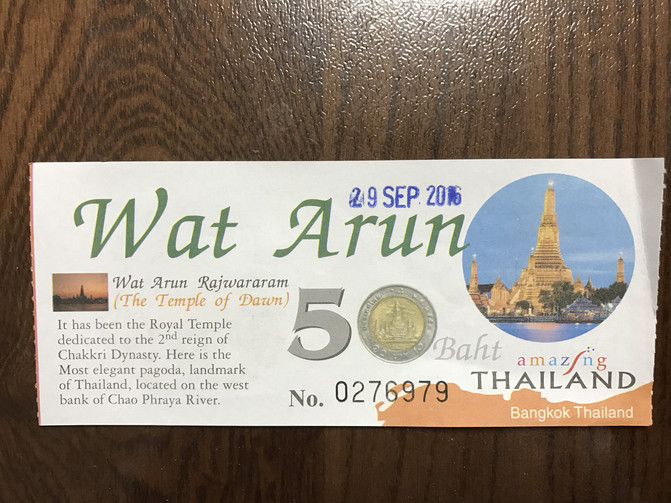 29 SEP 2016
Wat Arun
Wat Arun Rajwararam
(The Temple of Dawn)
It has been the Royal Temple
dedicated to the 2nd reign of
Chakkri Dynasty. Here is the
Most elegant pagoda, landmark
of Thailand, located on the west
bank of Chao Phraya River.
5
Baht
No. 0276979
amazing
THAILAND
Bangkok Thailand